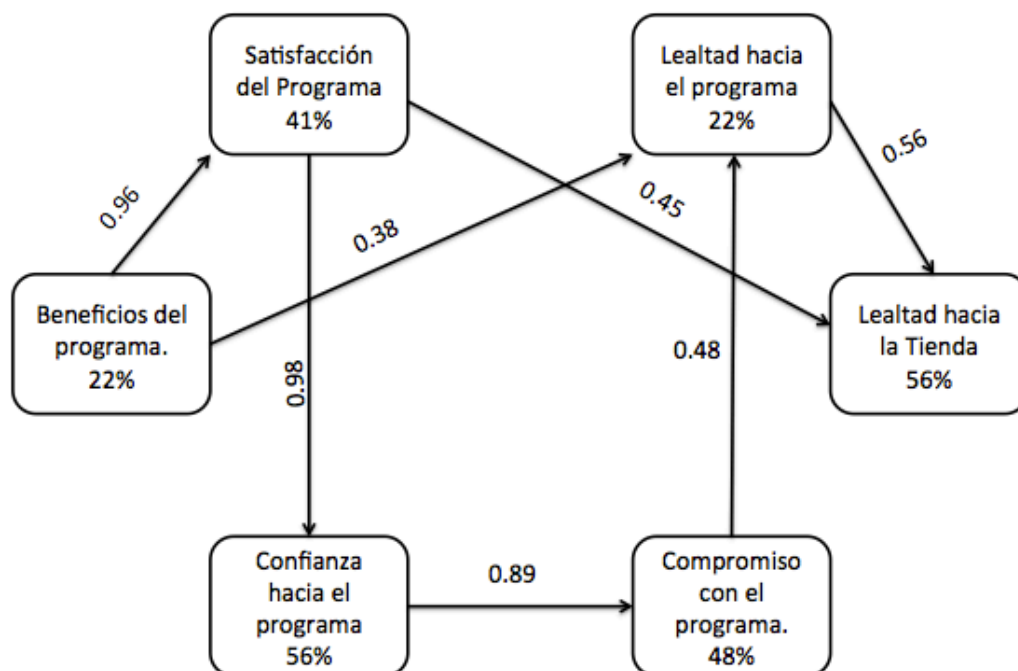 Satisfacción
del Programa
41%
Lealtad hacia
el programa
22%
0.96
0.38
0.45
0.56
Beneficios del
programa.
22%
Lealtad hacia
la Tienda
56%
0.98
0.48
Confianza
hacia el
programa
56%
0.89
Compromiso
con el
programa.
48%